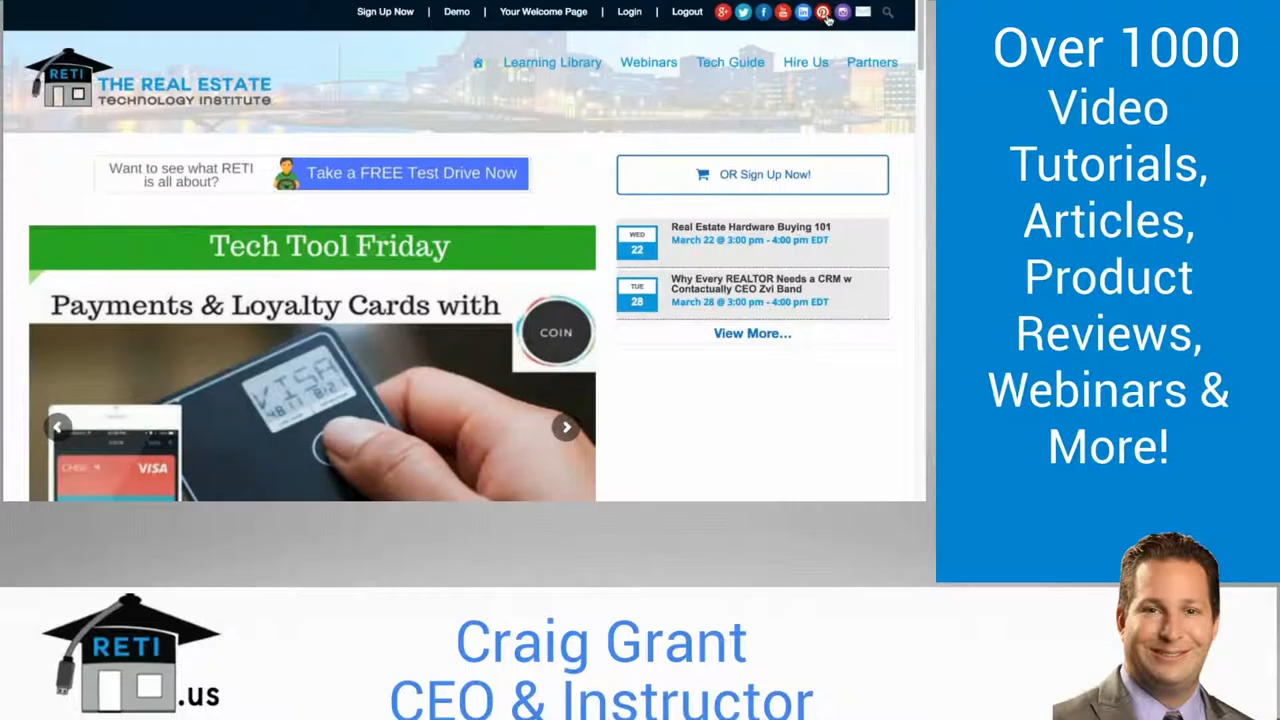 Sign Up Now | Demo | Your Welcome Page | Login | Logout
RETI
THE REAL ESTATE
TECHNOLOGY INSTITUTE
Learning Library Webinars Tech Guide Hire Us Partners
Want to see what RETI
is all about?
Take a FREE Test Drive Now
OR Sign Up Now!
Tech Tool Friday
Payments & Loyalty Cards with
COIN
VISA
VISA
WED
22
Real Estate Hardware Buying 101
March 22 @ 3:00 pm - 4:00 pm EDT
TUE
28
Why Every REALTOR Needs a CRM w
Contactually CEO Zvi Band
March 28 @ 3:00 pm - 4:00 pm EDT
View More...
Over 1000
Video
Tutorials,
Articles,
Product
Reviews,
Webinars &
More!
RETI
.us
Craig Grant
CEO & Instructor